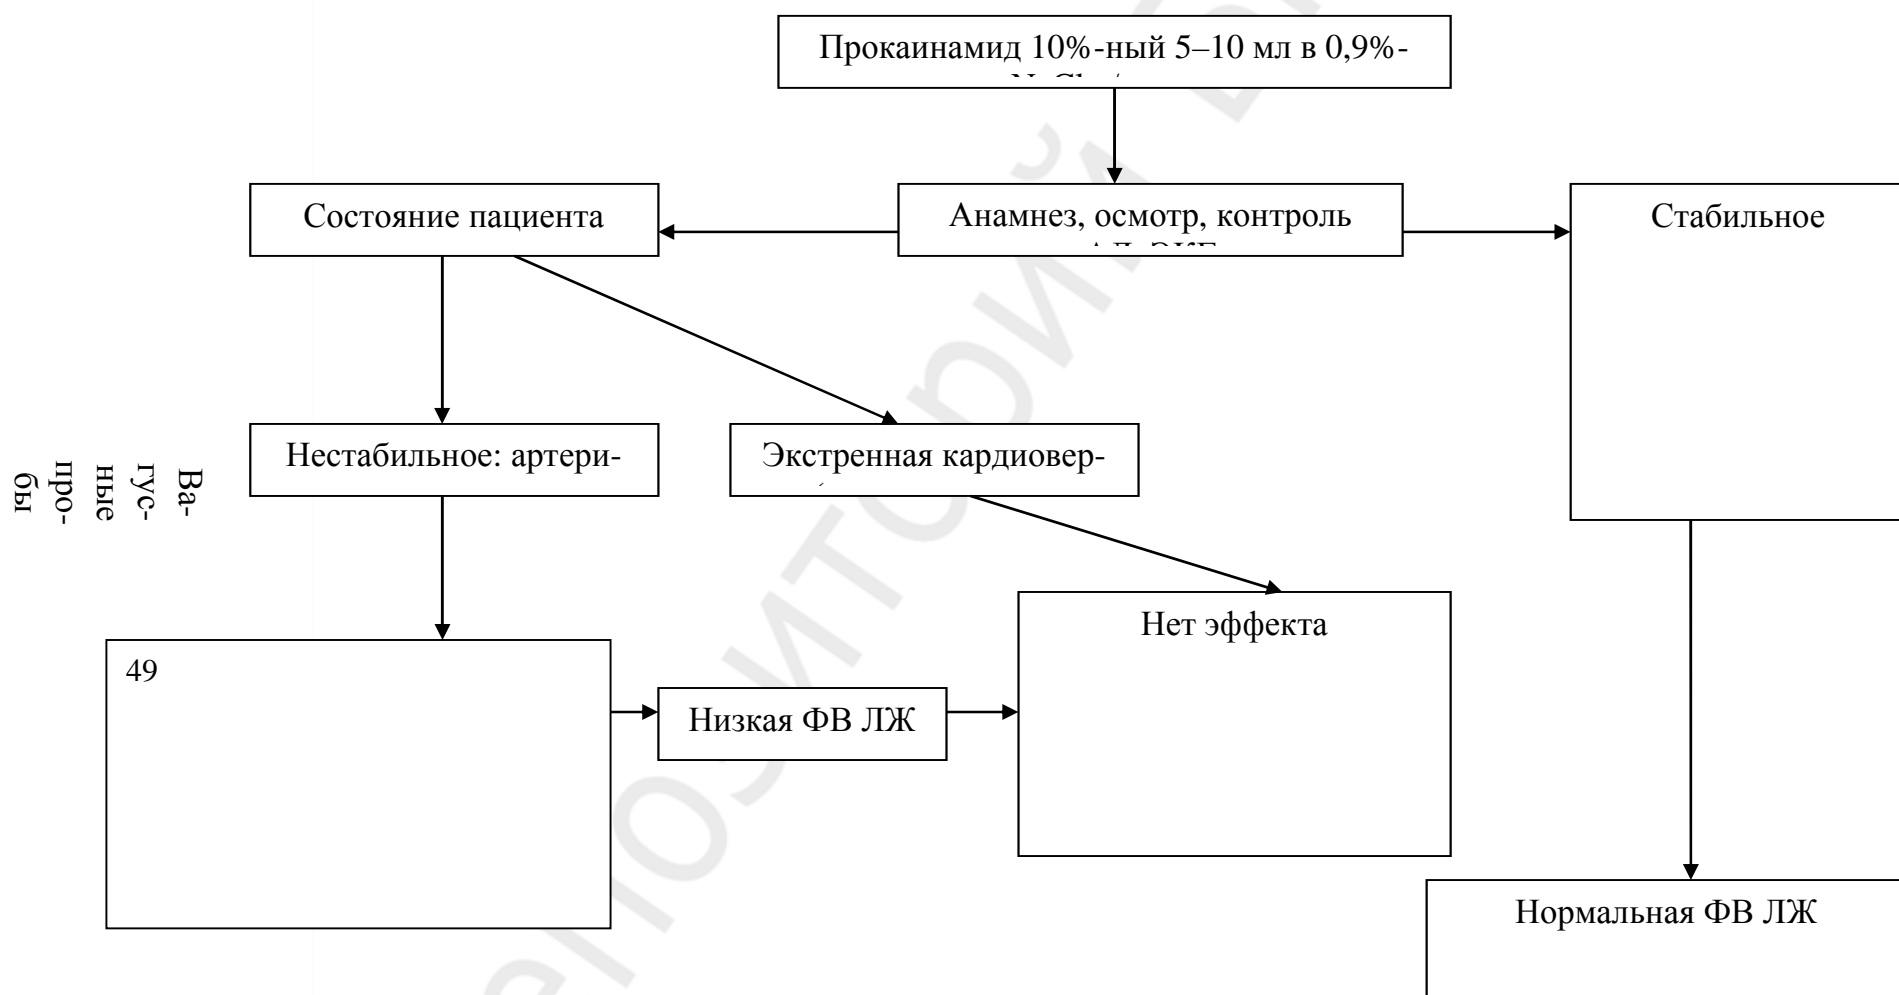 Прокаинамид 10%-ный 5–10 мл в 0,9%-
Состояние пациента
Анамнез, осмотр, контроль
Стабильное
Нестабильное: артери-
Экстренная кардиовер-
Ва-
гус-
ные
про-
бы
Нет эффекта
49
Низкая ФВ ЛЖ
Нормальная ФВ ЛЖ